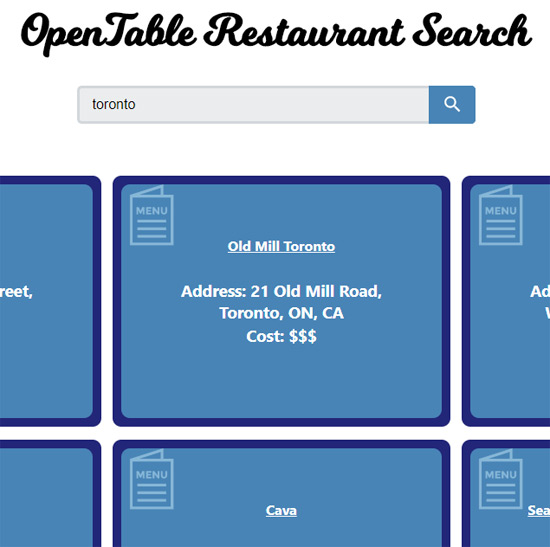 OpenTable Restaurant Search
toronto
MENU
MENU
Old Mill Toronto
reet,
Address: 21 Old Mill Road,
Ad
Toronto, ON, CA
Cost: $$$
MENU
MENU
Cava
Sea